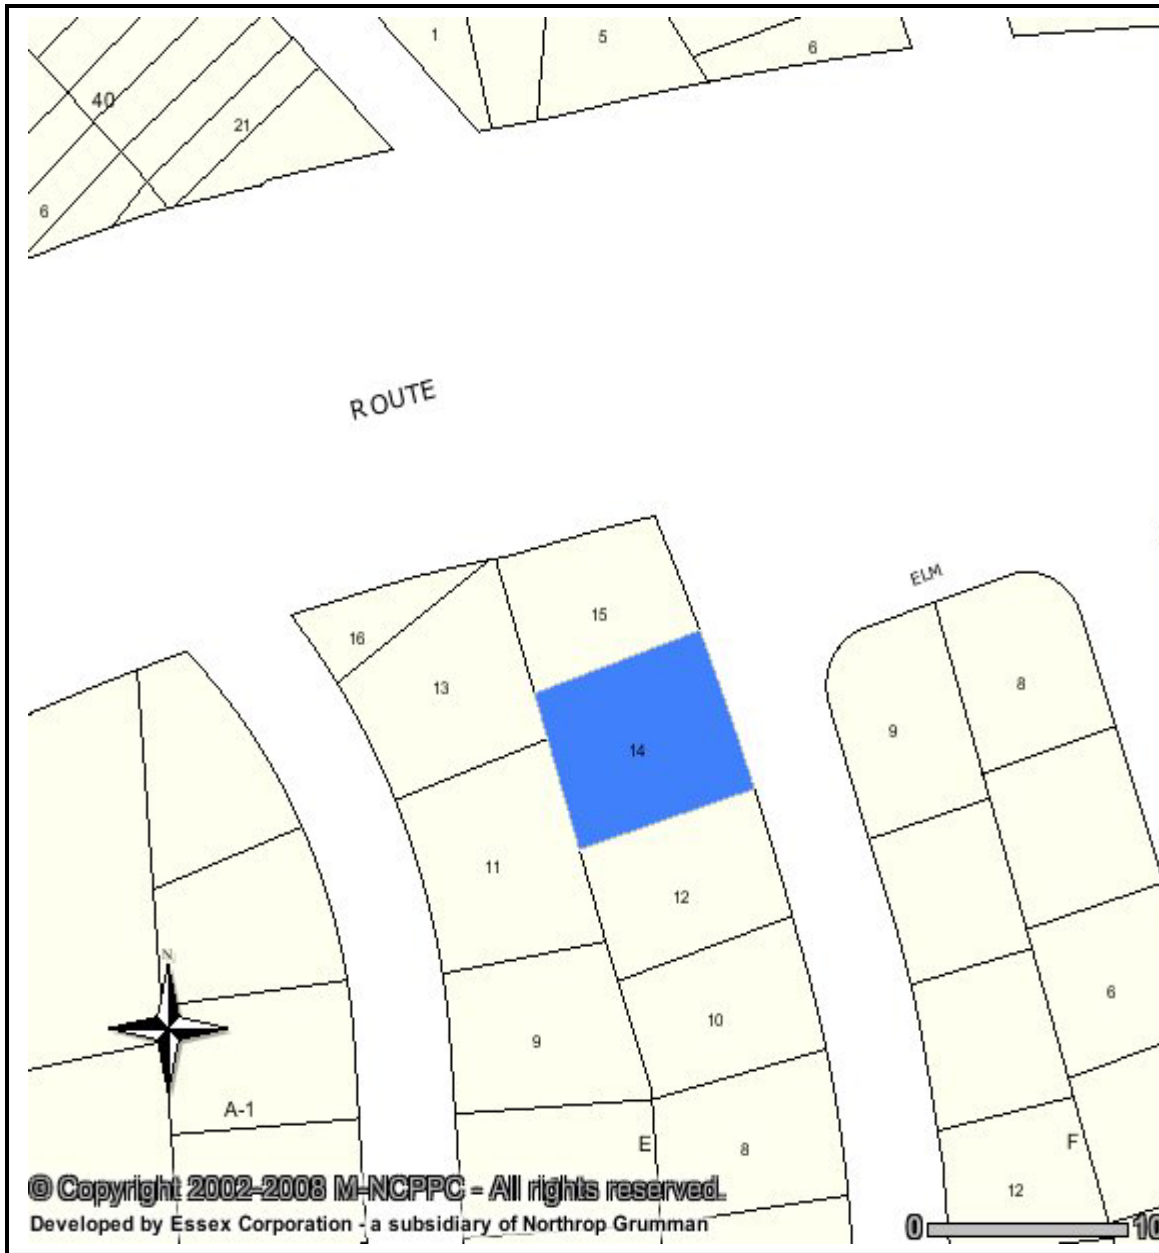 1
5
6
40
21
6
ROUTE
ELM
15
16
13
8
9
14
11
12
6
10
9
N
A-1
E
8
F
12
© Copyright 2002-2008 M-NCPPC - All rights reserved.
Developed by Essex Corporation - a subsidiary of Northrop Grumman
0
10